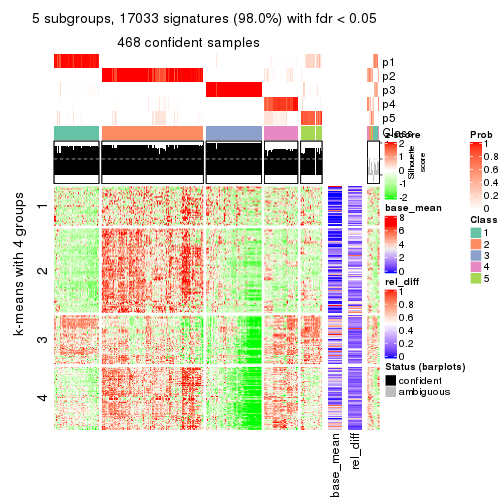 5 subgroups, 17033 signatures (98.0%) with fdr < 0.05
468 confident samples
p1
p2
p3
p4
p5
Class
z-score
2
1
0
-1
-2
Silhouette
score
Prob
1
0.8
0.6
0.4
0.2
0
base_mean
8
6
4
2
0
Class
1
2
3
4
5
rel_diff
1
0.8
0.6
0.4
0.2
0
Status (barplots)
confident
ambiguous
k-means with 4 groups
1
2
3
4
base_mean
rel_diff